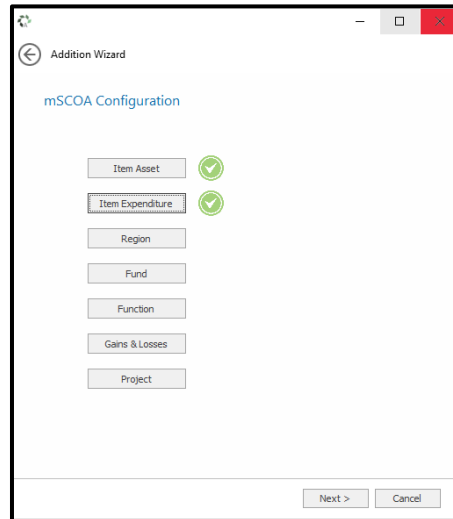 Addition Wizard
mSCOA Configuration
Item Asset
Item Expenditure
Region
Fund
Function
Gains & Losses
Project
Next >
Cancel